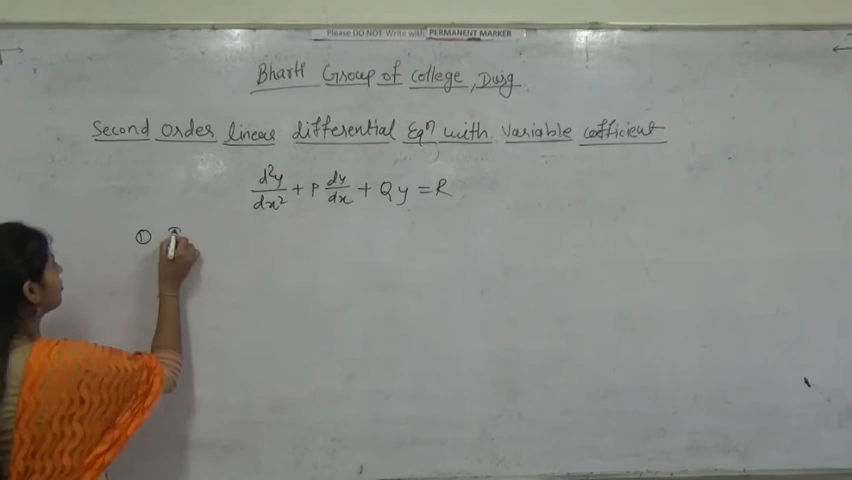 Please DO NOT Write with PERMANENT MARKER
Bharti Group of college, Durg
Second order linear differential Eqn with variable coefficient
d²y/dx² + P dy/dx + Qy = R
①